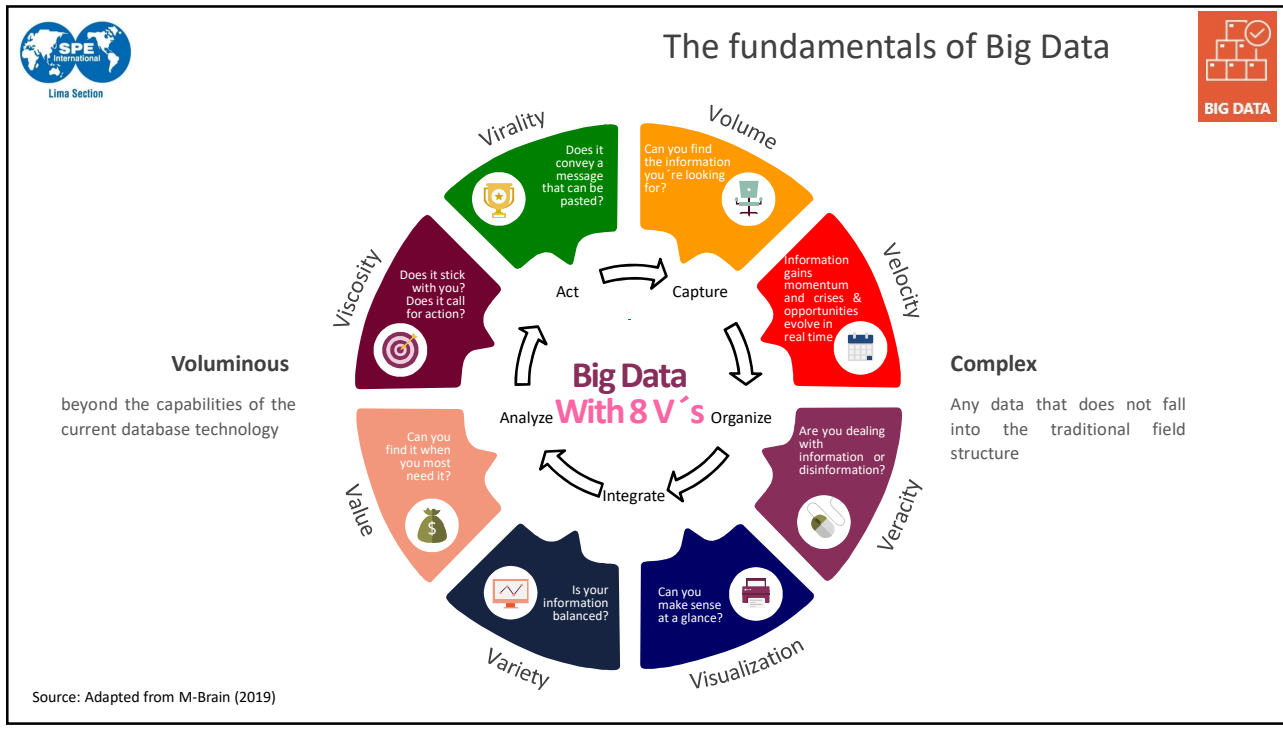 SPE
International
Lima Section
The fundamentals of Big Data
BIG DATA
Virality
Does it
convey a
message
that can be
pasted?
Volume
Can you find
the information
you ´re looking
for?
Velocity
Information
gains
momentum
and crises &
opportunities
evolve in
real time
Viscosity
Does it stick
with you?
Does it call
for action?
Act
Capture
Voluminous
beyond the capabilities of the
current database technology
Big Data
With 8 V ´s
Analyze
Organize
Integrate
Complex
Any data that does not fall
into the traditional field
structure
Value
Can you
find it when
you most
need it?
$
Are you dealing
with
information or
disinformation?
Veracity
Is your
information
balanced?
Variety
Can you
make sense
at a glance?
Visualization
Source: Adapted from M-Brain (2019)